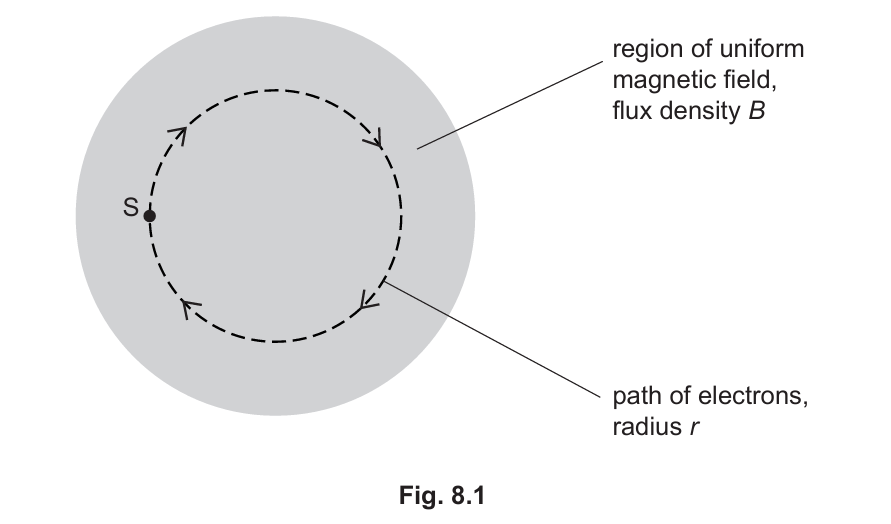 region of uniform
magnetic field,
flux density B
S
path of electrons,
radius r
Fig. 8.1